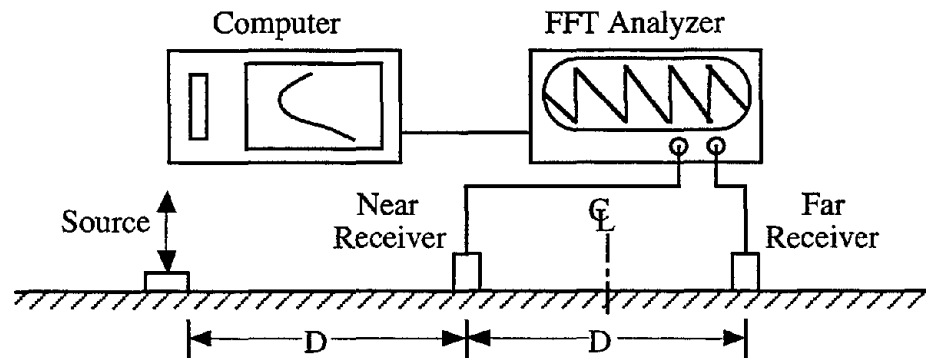 Computer
FFT Analyzer
Source
Near
Receiver
℄
Far
Receiver
D
D